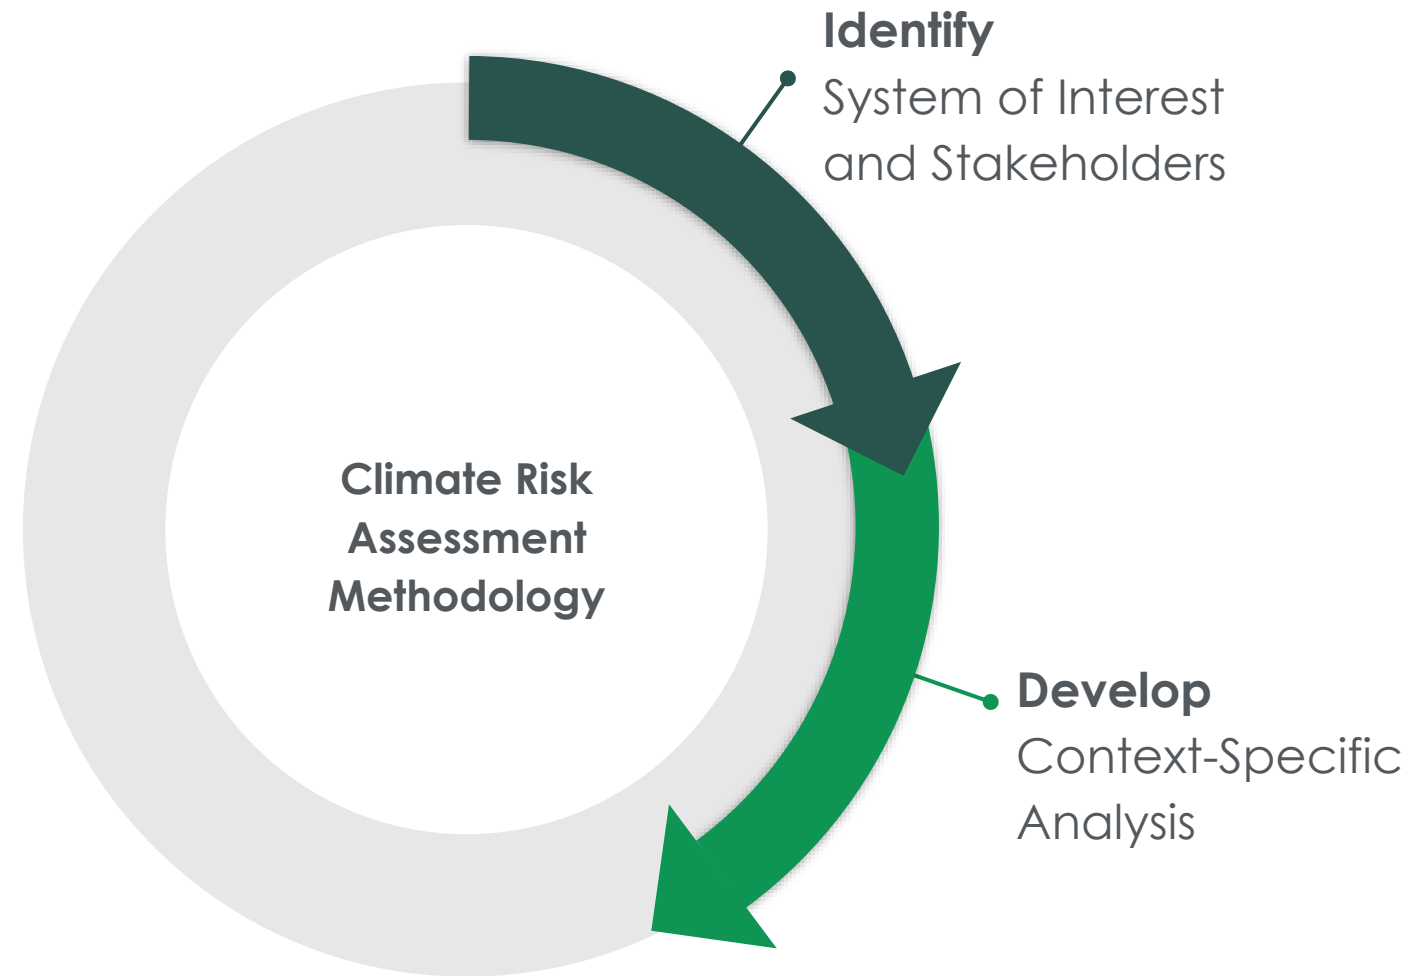 Identify
System of Interest
and Stakeholders
Climate Risk
Assessment
Methodology
Develop
Context-Specific
Analysis